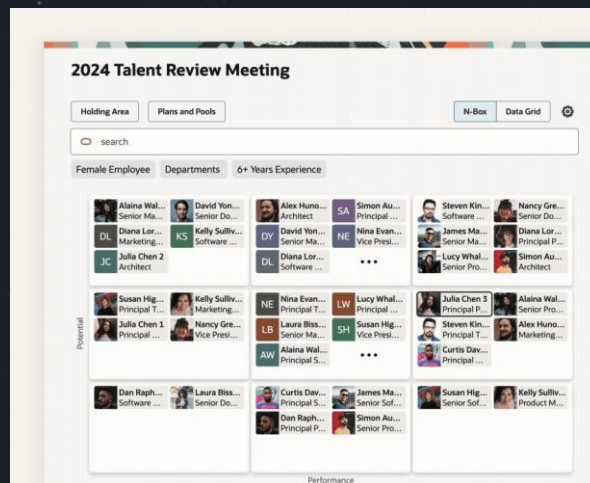 2024 Talent Review Meeting
Holding Area
Plans and Pools
N-Box
Data Grid
search
Female Employee
Departments
6+ Years Experience
Potential
Alaina Wal...
Senior Ma...
David Yon...
Senior Do...
DL
Diana Lor...
Marketing...
KS
Kelly Sulliv...
Software ...
JC
Julia Chen 2
Architect
Alex Huno...
Architect
SA
Simon Au...
Principal ...
DY
David Yon...
Senior Ma...
NE
Nina Evan...
Vice Presi...
DL
Diana Lor...
Software ...
•••
Steven Kin...
Software ...
Nancy Gre...
Senior Do...
James Ma...
Senior Ma...
Diana Lor...
Principal P...
Lucy Whal...
Senior Pro...
Simon Au...
Architect
Susan Hig...
Principal T...
Kelly Sulliv...
Marketing...
Julia Chen 1
Principal ...
Nancy Gre...
Vice Presi...
NE
Nina Evan...
Principal T...
LW
Lucy Whal...
Principal ...
LB
Laura Biss...
Senior Ma...
SH
Susan Hig...
Vice Presi...
AW
Alaina Wal...
Principal S...
•••
Julia Chen 3
Principal P...
Alaina Wal...
Senior Pro...
Steven Kin...
Principal T...
Alex Huno...
Marketing...
Curtis Dav...
Principal ...
Dan Raph...
Software ...
Laura Biss...
Senior Do...
Curtis Dav...
Principal S...
James Ma...
Senior Sof...
Dan Raph...
Principal P...
Simon Au...
Senior Pro...
Susan Hig...
Senior Sof...
Kelly Sulliv...
Product M...
Performance